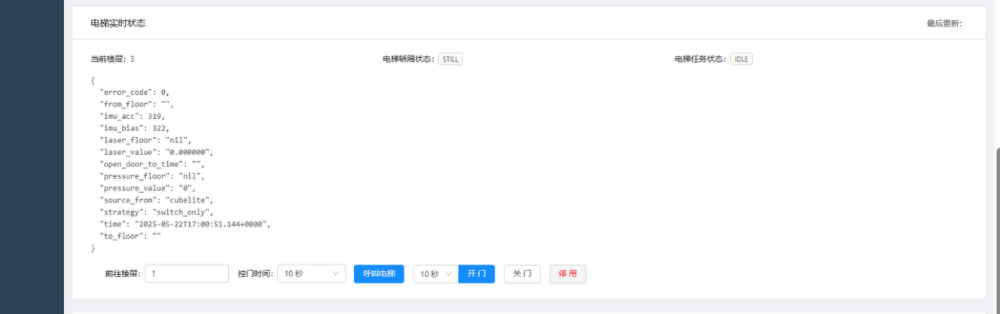 电梯实时状态 最后更新:
当前楼层: 3 电梯轿厢状态: STILL 电梯任务状态: IDLE
{
"error_code": 0,
"from_floor": "",
"imu_acc": 319,
"imu_bias": 322,
"laser_floor": "nil",
"laser_value": "0.000000",
"open_door_to_time": "",
"pressure_floor": "nil",
"pressure_value": "0",
"source_from": "cubelite",
"strategy": "switch_only",
"time": "2025-05-22T17:00:51.144+0000",
"to_floor": ""
}
前往楼层: 1 控门时间: 10 秒 呼叫电梯 10 秒 开 门 关 门 停 用